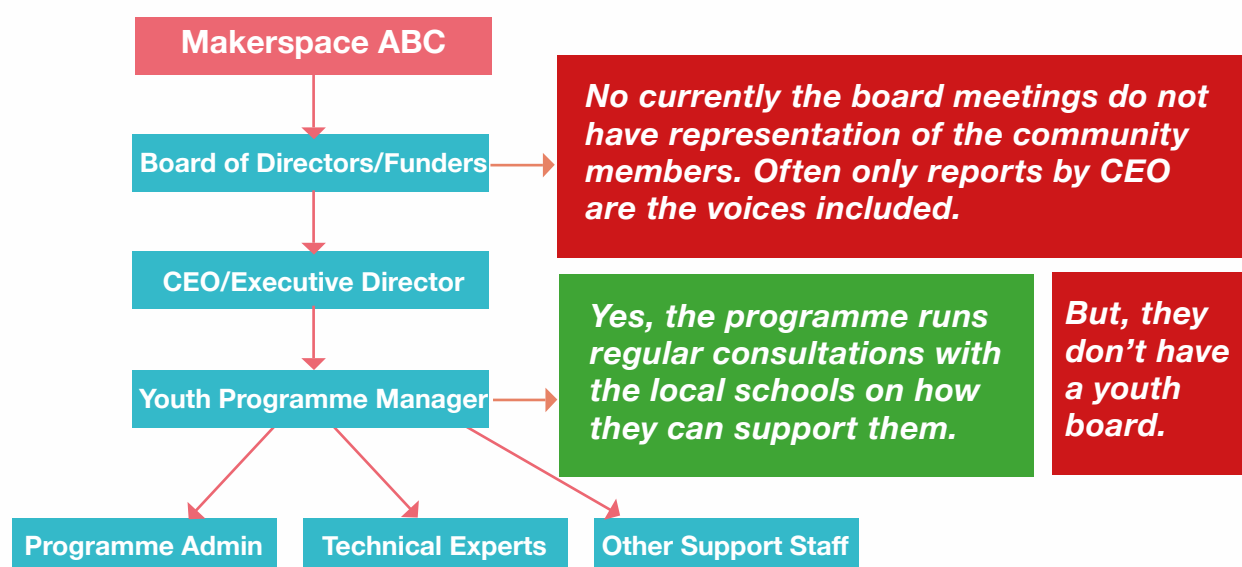 Makerspace ABC
Board of Directors/Funders
No currently the board meetings do not
have representation of the community
members. Often only reports by CEO
are the voices included.
CEO/Executive Director
Youth Programme Manager
Yes, the programme runs
regular consultations with
the local schools on how
they can support them.
But, they
don’t have
a youth
board.
Programme Admin
Technical Experts
Other Support Staff